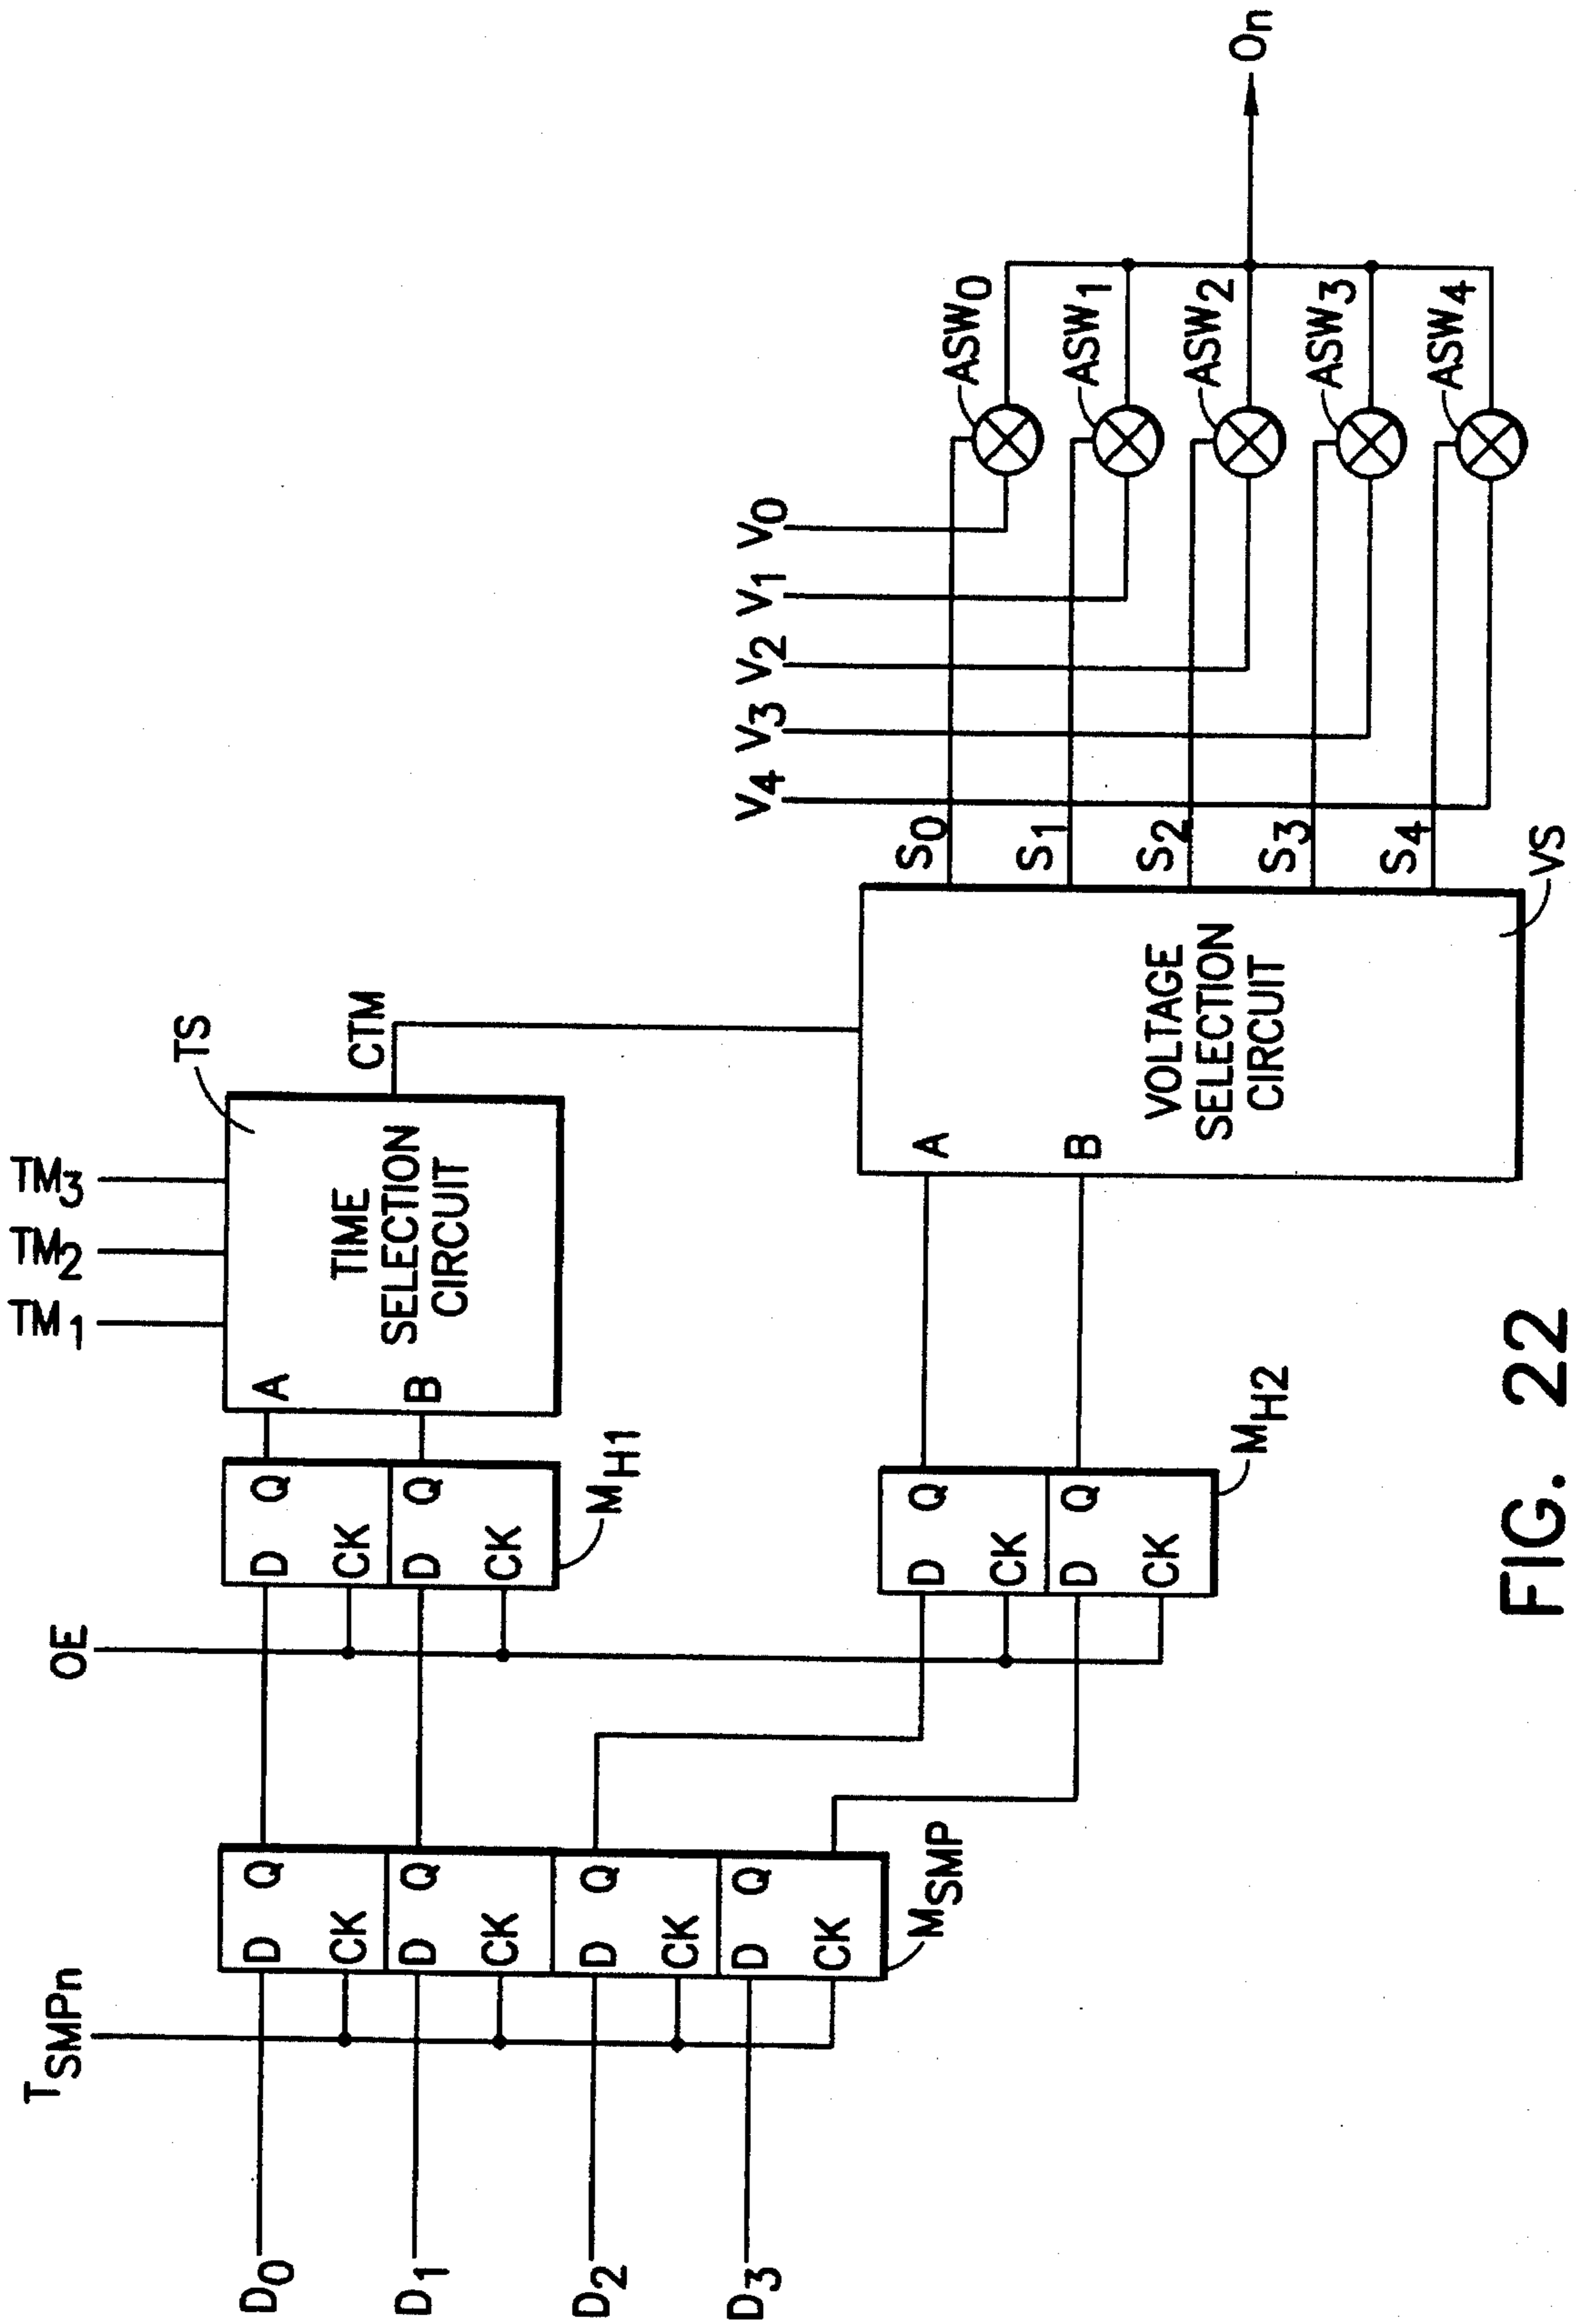 TSMPn
OE
TM1
TM2
TM3
D0
D1
D2
D3
D Q
CK
D Q
CK
D Q
CK
D Q
CK
MSMP
D Q
CK
D Q
CK
MH1
D Q
CK
D Q
CK
MH2
A
B
TIME
SELECTION
CIRCUIT
TS
CTM
A
B
VOLTAGE
SELECTION
CIRCUIT
VS
S0
S1
S2
S3
S4
V4
V3
V2
V1
V0
ASW0
ASW1
ASW2
ASW3
ASW4
On
FIG. 22